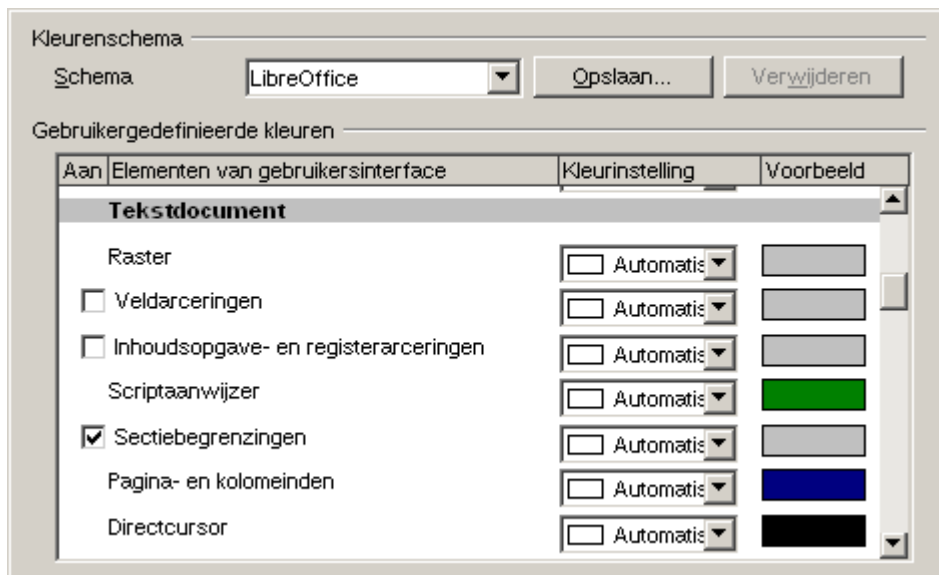 Kleurenschema
Schema LibreOffice Opslaan... Verwijderen
Gebruikergedefinieerde kleuren
Aan Elementen van gebruikersinterface Kleurinstelling Voorbeeld
Tekstdocument
Raster Automatis
Veldarceringen Automatis
Inhoudsopgave- en registerarceringen Automatis
Scriptaanwijzer Automatis
Sectiebegrenzingen Automatis
Pagina- en kolomeinden Automatis
Directcursor Automatis